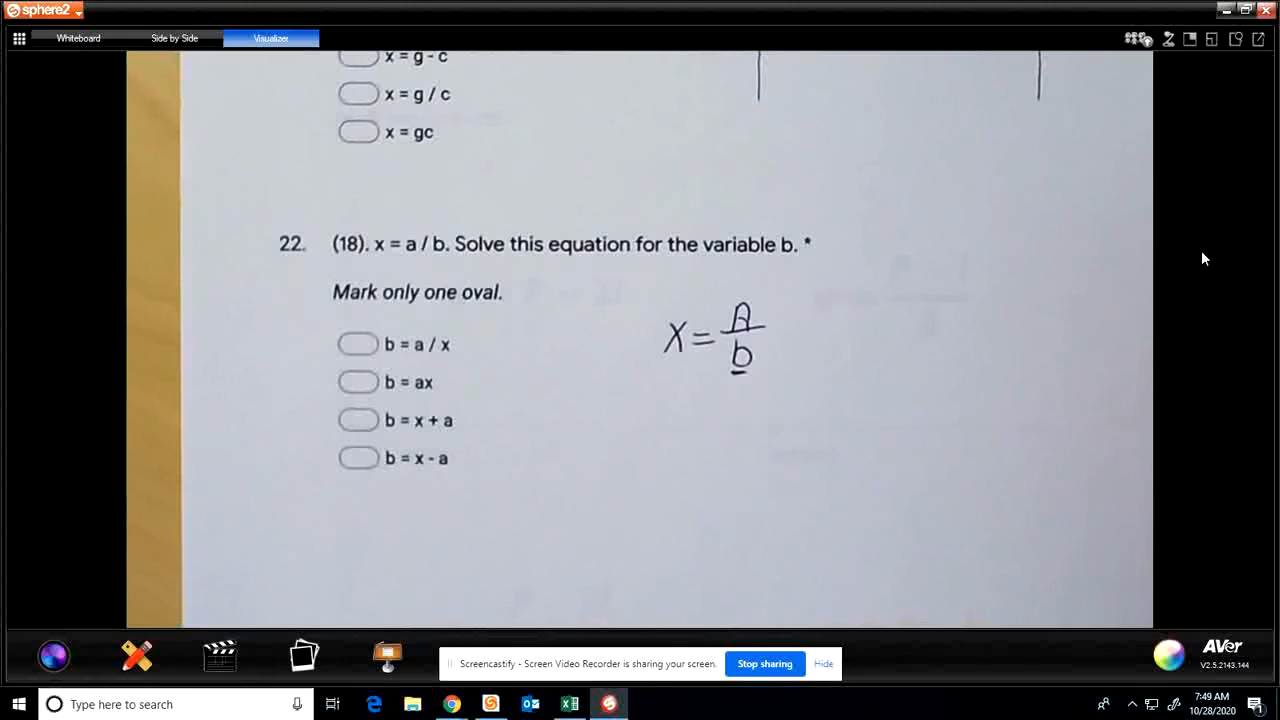 sphere2
Whiteboard
Side by Side
Visualizer
x = g - c
x = g / c
x = gc
22. (18). x = a / b. Solve this equation for the variable b. *
Mark only one oval.
b = a / x
b = ax
b = x + a
b = x - a
X = A
b
AVer
V2.5.2143.144
Screencastify - Screen Video Recorder is sharing your screen.
Stop sharing
Hide
Type here to search
7:49 AM
10/28/2020